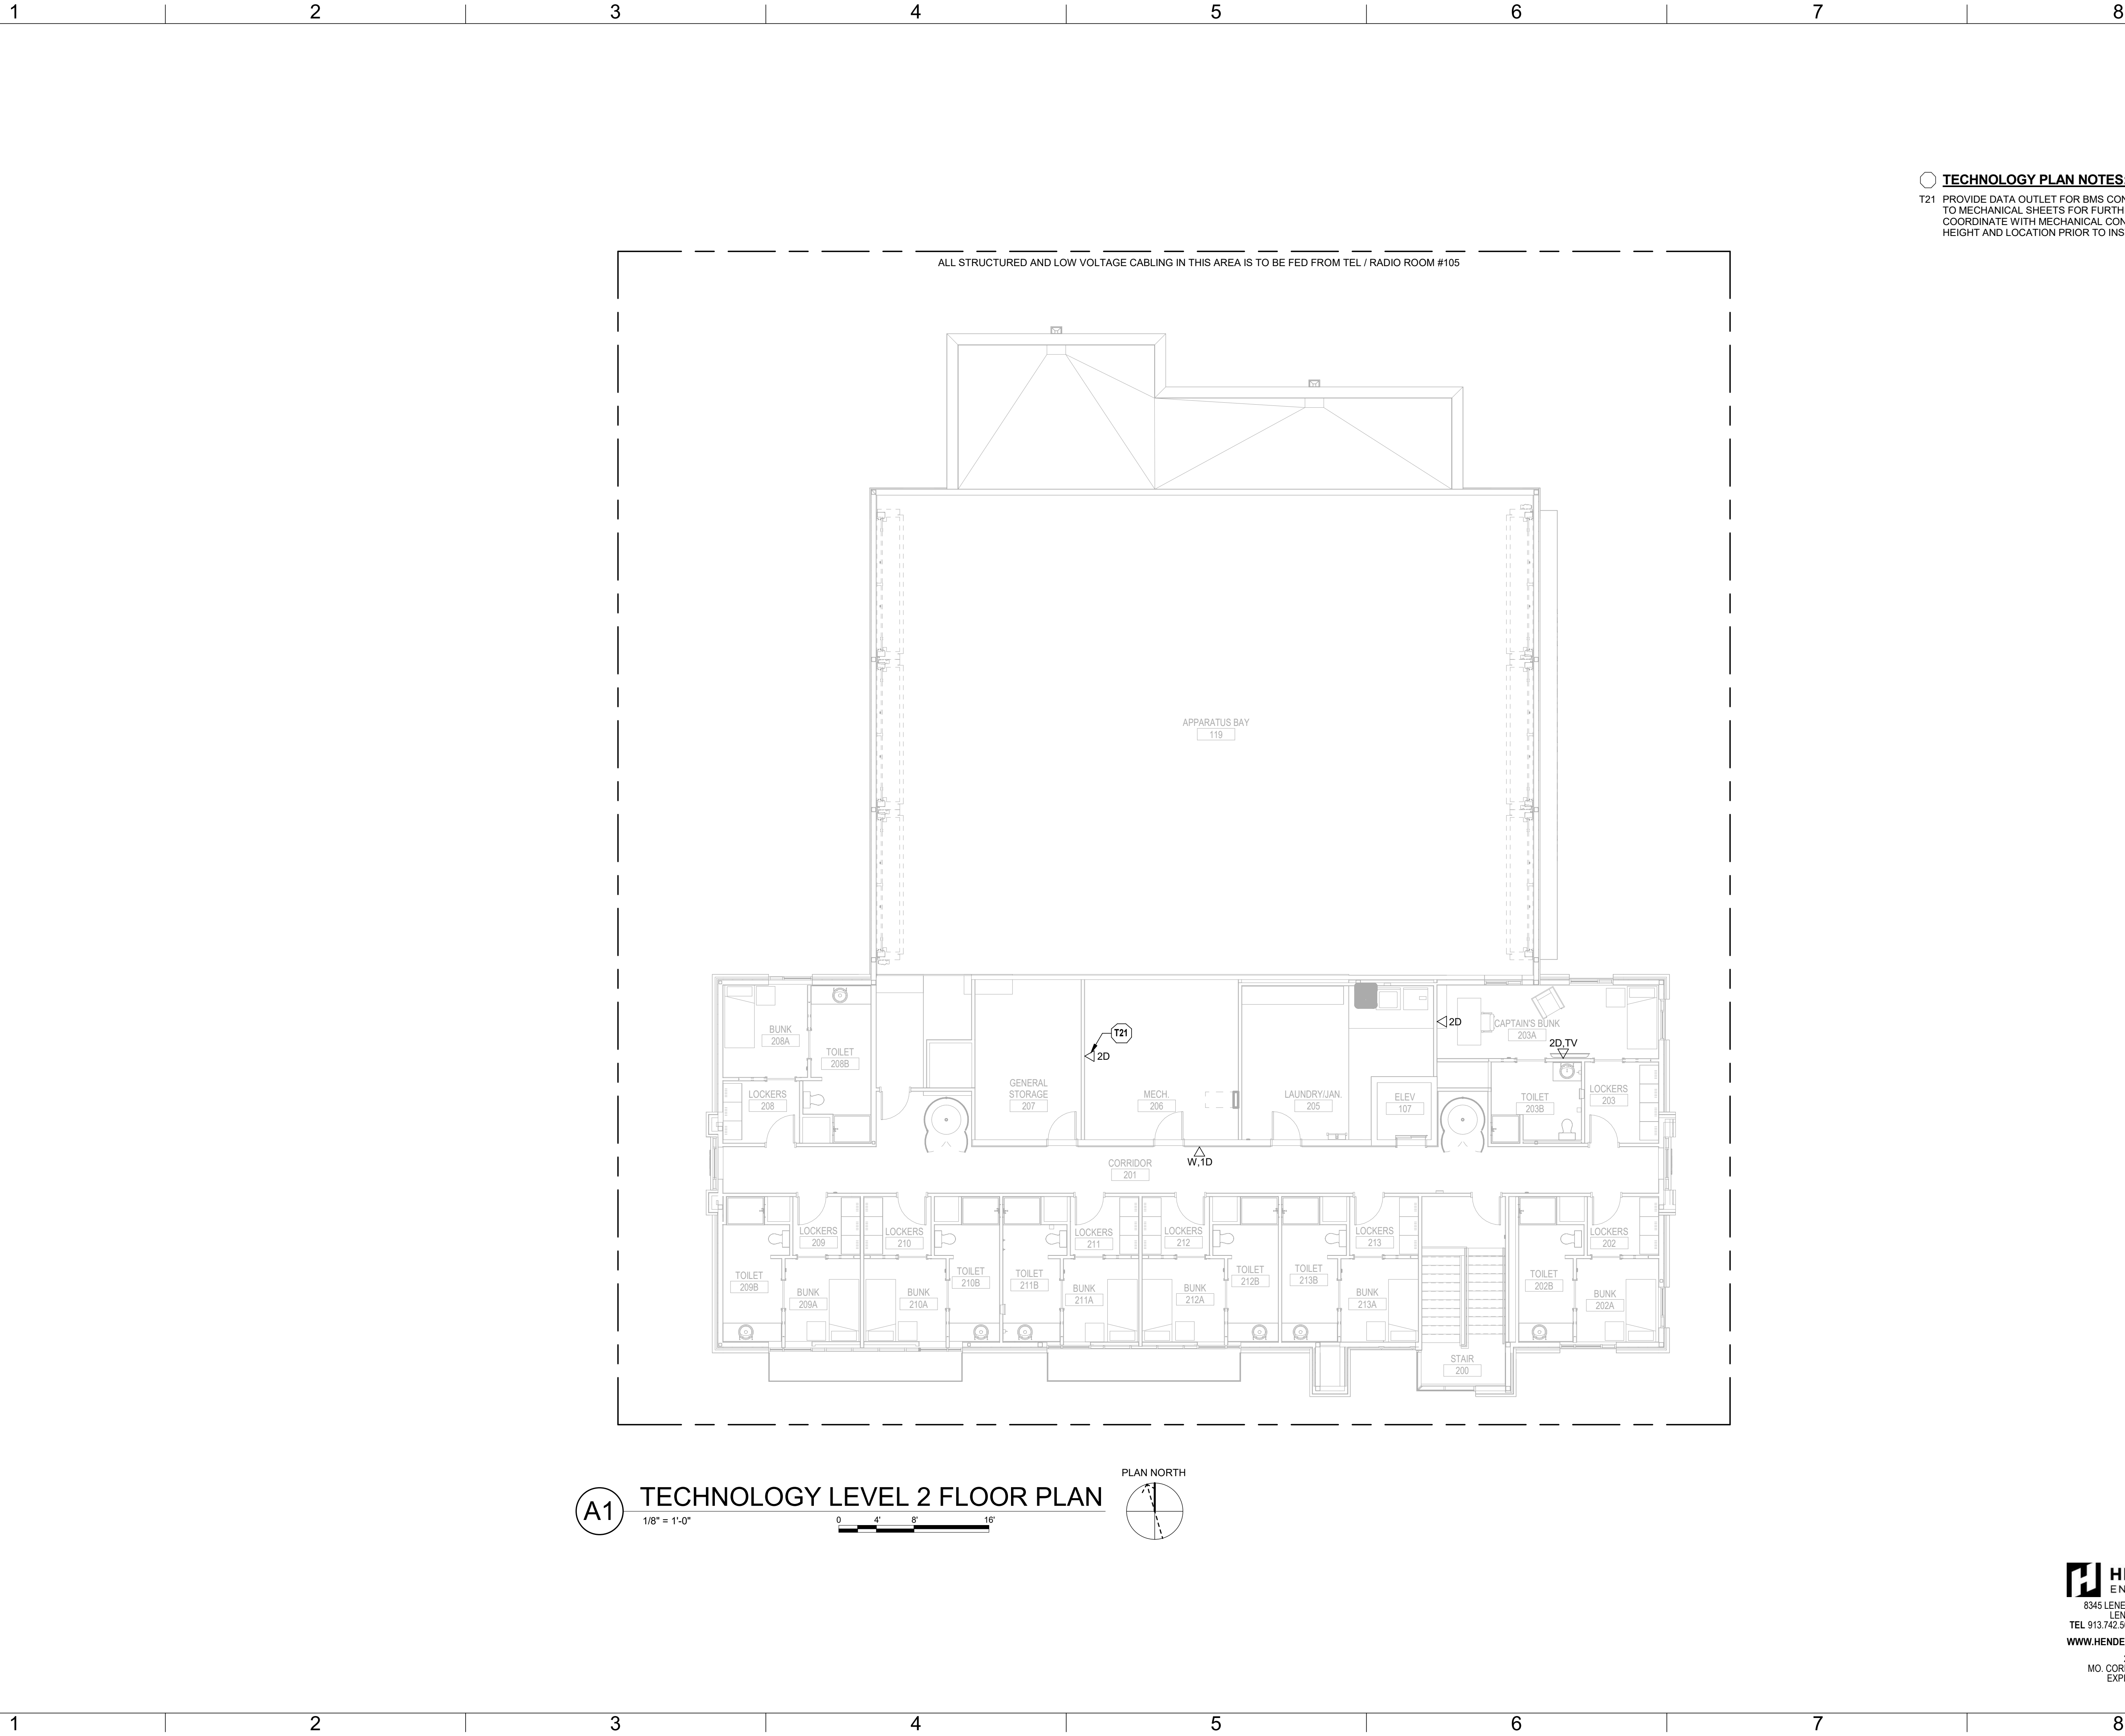 1 2 3 4 5 6 7 8
TECHNOLOGY PLAN NOTES:
T21 PROVIDE DATA OUTLET FOR BMS CON
TO MECHANICAL SHEETS FOR FURTH
COORDINATE WITH MECHANICAL CON
HEIGHT AND LOCATION PRIOR TO INS
ALL STRUCTURED AND LOW VOLTAGE CABLING IN THIS AREA IS TO BE FED FROM TEL / RADIO ROOM #105
APPARATUS BAY
119
BUNK
208A
TOILET
208B
LOCKERS
208
GENERAL
STORAGE
207
T21
2D
MECH.
206
LAUNDRY/JAN.
205
ELEV
107
2D
CAPTAIN'S BUNK
203A
2D,TV
TOILET
203B
LOCKERS
203
CORRIDOR
201
W,1D
LOCKERS
209
LOCKERS
210
LOCKERS
211
LOCKERS
212
LOCKERS
213
LOCKERS
202
TOILET
209B
BUNK
209A
BUNK
210A
TOILET
210B
TOILET
211B
BUNK
211A
BUNK
212A
TOILET
212B
TOILET
213B
BUNK
213A
TOILET
202B
BUNK
202A
STAIR
200
PLAN NORTH
A1
TECHNOLOGY LEVEL 2 FLOOR PLAN
1/8" = 1'-0"
0 4' 8' 16'
H
EN
8345 LENE
LEN
TEL 913.742.5
WWW.HENDE
MO. COR
EXP
1 2 3 4 5 6 7 8